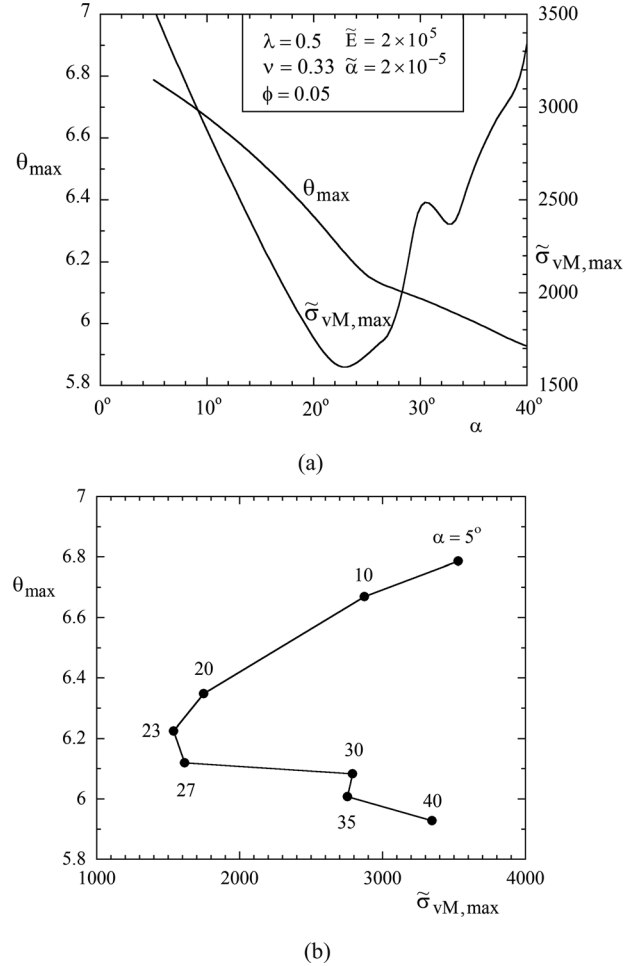 7
6.8
6.6
θmax
6.4
6.2
6
5.8
λ = 0.5 Ẽ = 2 × 10⁵
ν = 0.33 α̃ = 2 × 10⁻⁵
ϕ = 0.05
θmax
σ̃vM,max
3500
3000
2500
σ̃vM,max
2000
1500
0° 10° 20° 30° 40°
α
(a)
7
6.8
θmax
6.6
6.4
6.2
6
5.8
α = 5°
10
20
23
27
30
35
40
1000 2000 3000 4000
σ̃vM,max
(b)